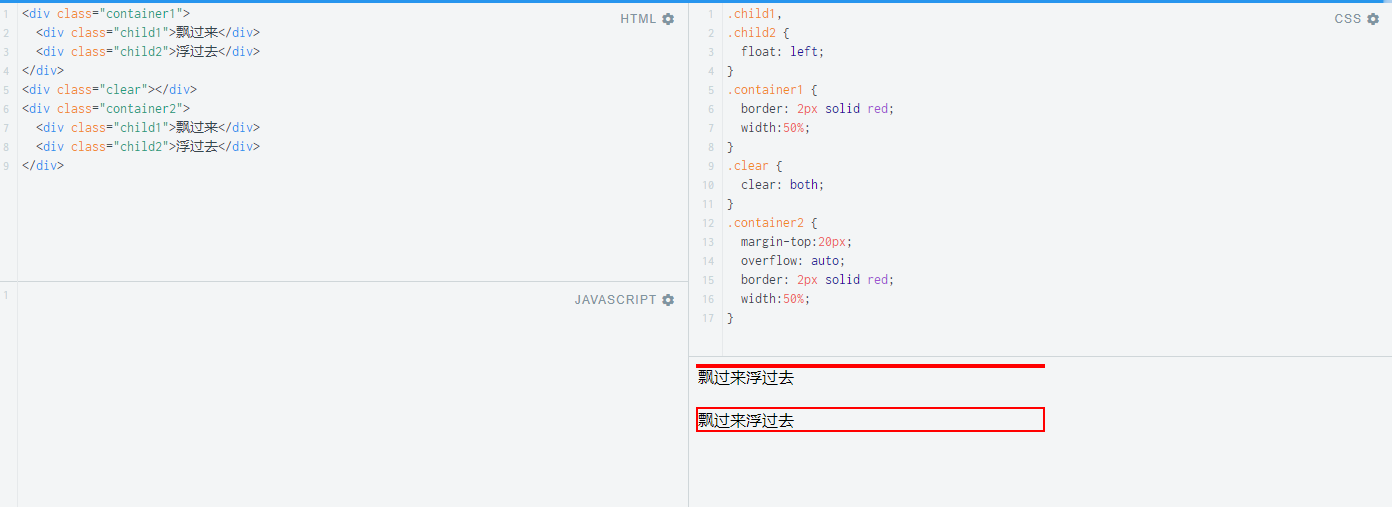 HTML
1 <div class="container1">
2   <div class="child1">飘过来</div>
3   <div class="child2">浮过去</div>
4 </div>
5 <div class="clear"></div>
6 <div class="container2">
7   <div class="child1">飘过来</div>
8   <div class="child2">浮过去</div>
9 </div>
JAVASCRIPT
1
CSS
1 .child1,
2 .child2 {
3   float: left;
4 }
5 .container1 {
6   border: 2px solid red;
7   width:50%;
8 }
9 .clear {
10   clear: both;
11 }
12 .container2 {
13   margin-top:20px;
14   overflow: auto;
15   border: 2px solid red;
16   width:50%;
17 }
飘过来浮过去
飘过来浮过去